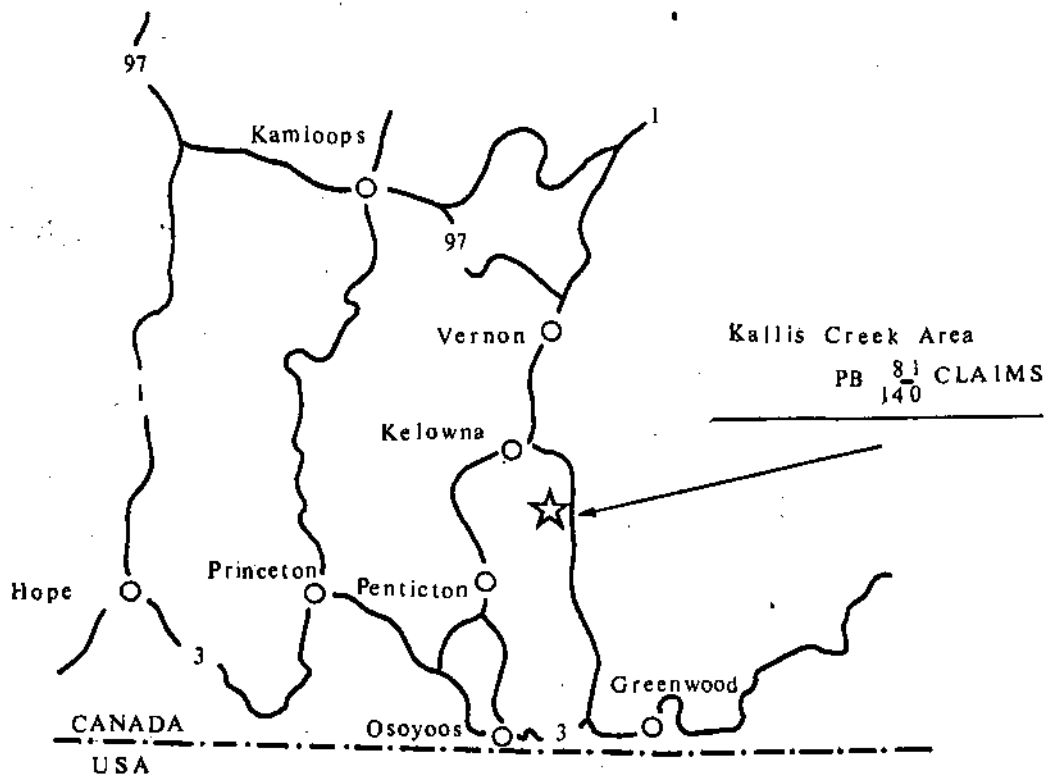 97
Kamloops
1
97
Vernon
Kallis Creek Area
PB 81-140 CLAIMS
Kelowna
Hope
Princeton
Penticton
3
Greenwood
CANADA
Osoyoos
3
USA